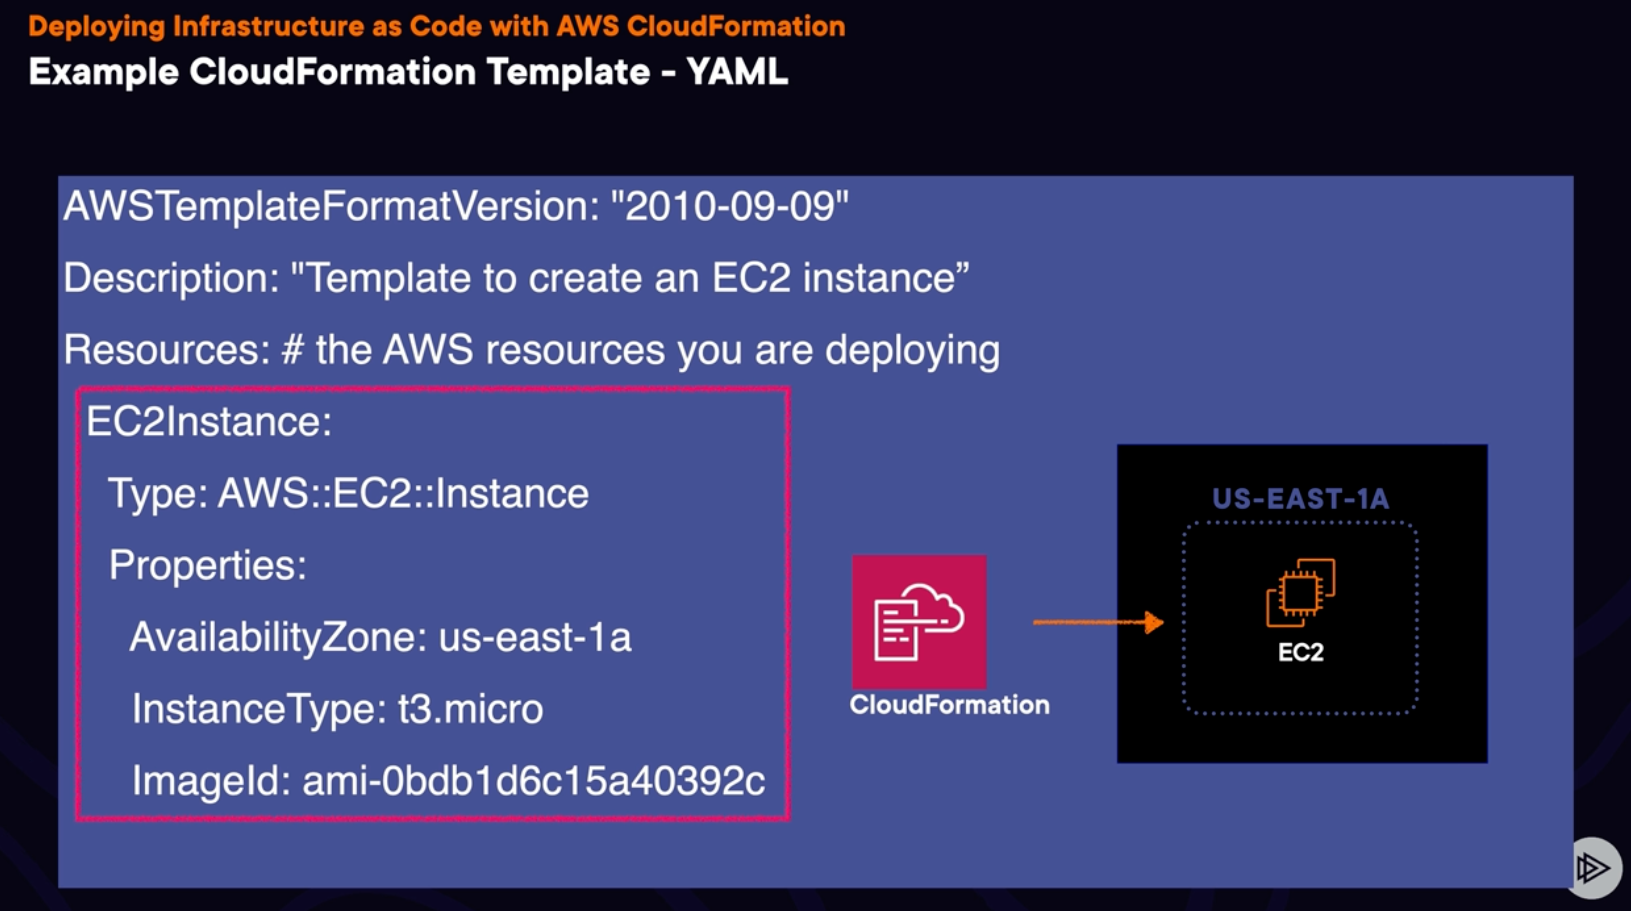 Deploying Infrastructure as Code with AWS CloudFormation
Example CloudFormation Template - YAML
AWSTemplateFormatVersion: "2010-09-09"
Description: "Template to create an EC2 instance”
Resources: # the AWS resources you are deploying
EC2Instance:
Type: AWS::EC2::Instance
Properties:
AvailabilityZone: us-east-1a
InstanceType: t3.micro
ImageId: ami-0bdb1d6c15a40392c
CloudFormation
US-EAST-1A
EC2